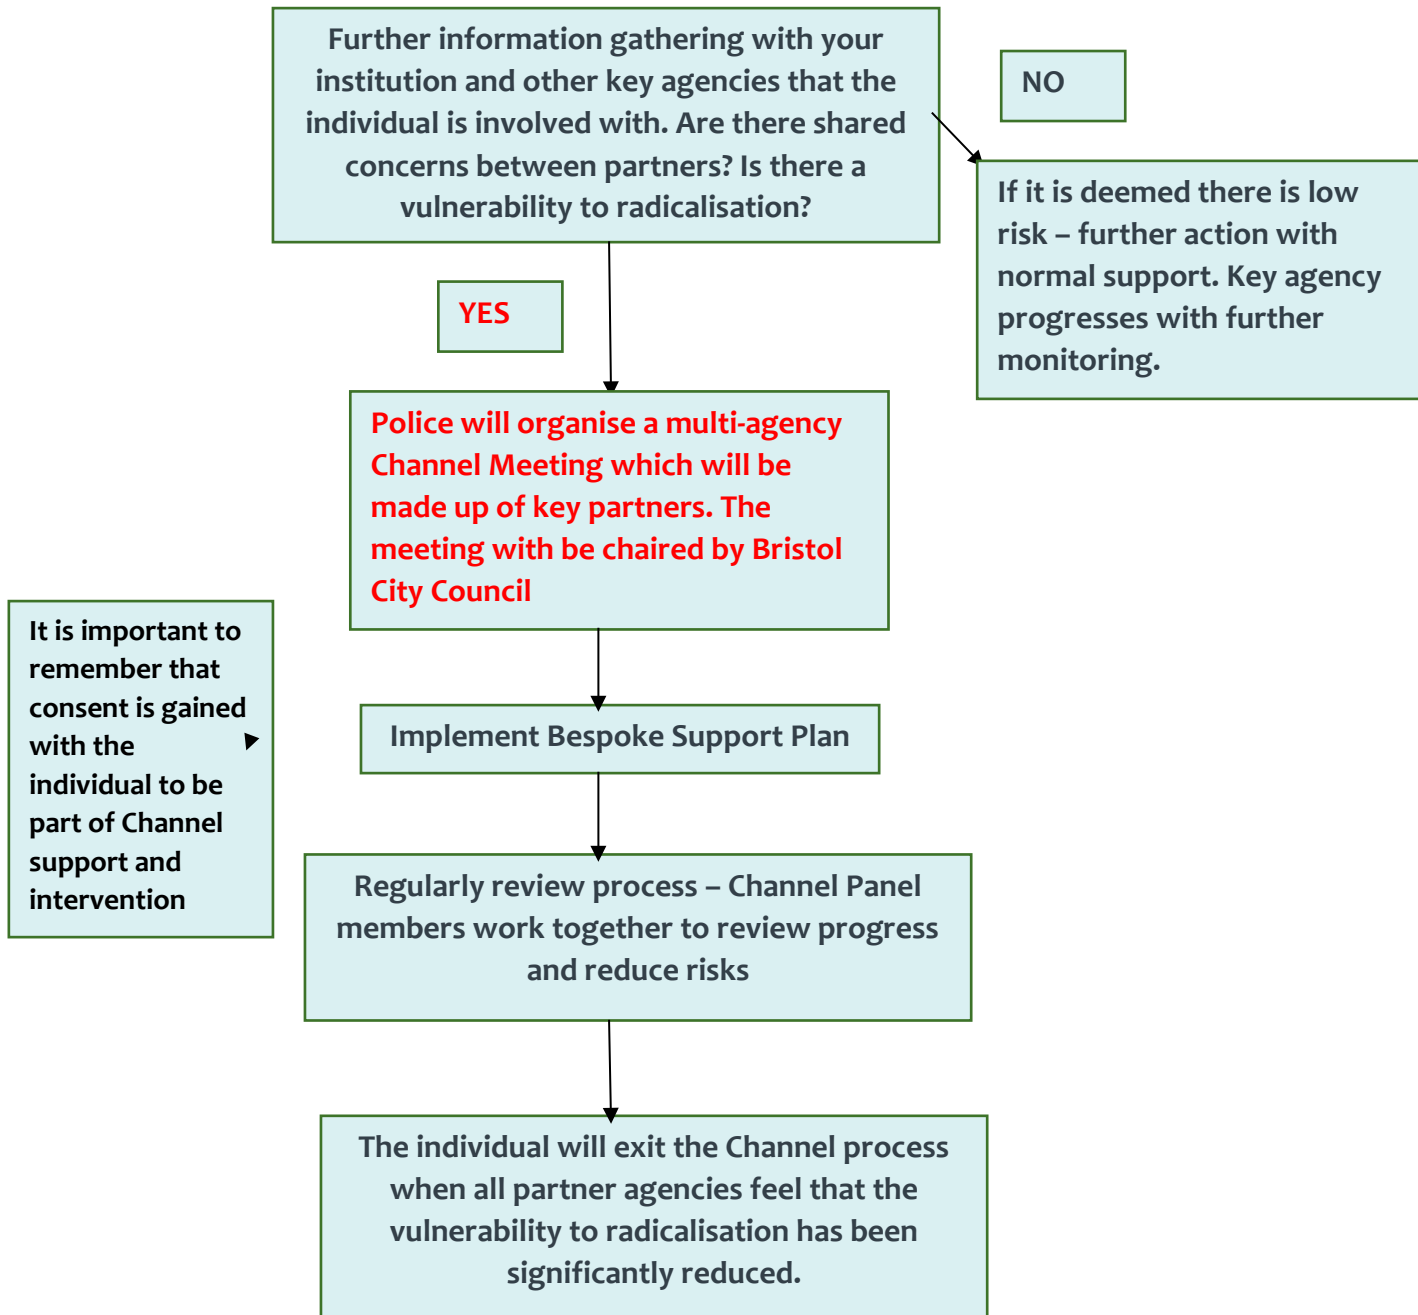 Further information gathering with your
institution and other key agencies that the
individual is involved with. Are there shared
concerns between partners? Is there a
vulnerability to radicalisation?
NO
If it is deemed there is low
risk – further action with
normal support. Key agency
progresses with further
monitoring.
YES
Police will organise a multi-agency
Channel Meeting which will be
made up of key partners. The
meeting with be chaired by Bristol
City Council
It is important to
remember that
consent is gained
with the
individual to be
part of Channel
support and
intervention
Implement Bespoke Support Plan
Regularly review process – Channel Panel
members work together to review progress
and reduce risks
The individual will exit the Channel process
when all partner agencies feel that the
vulnerability to radicalisation has been
significantly reduced.